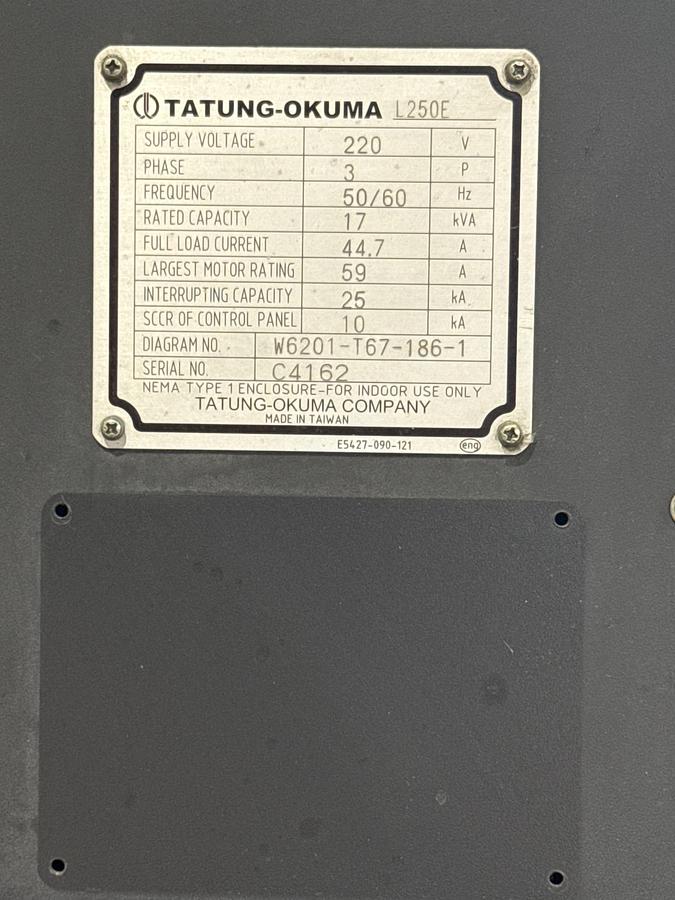 TATUNG-OKUMA L250E
SUPPLY VOLTAGE 220 V
PHASE 3 P
FREQUENCY 50/60 Hz
RATED CAPACITY 17 kVA
FULL LOAD CURRENT 44.7 A
LARGEST MOTOR RATING 59 A
INTERRUPTING CAPACITY 25 kA
SCCR OF CONTROL PANEL 10 kA
DIAGRAM NO. W6201-T67-186-1
SERIAL NO. C4162
NEMA TYPE 1 ENCLOSURE-FOR INDOOR USE ONLY
TATUNG-OKUMA COMPANY
MADE IN TAIWAN
E5427-090-121 eng